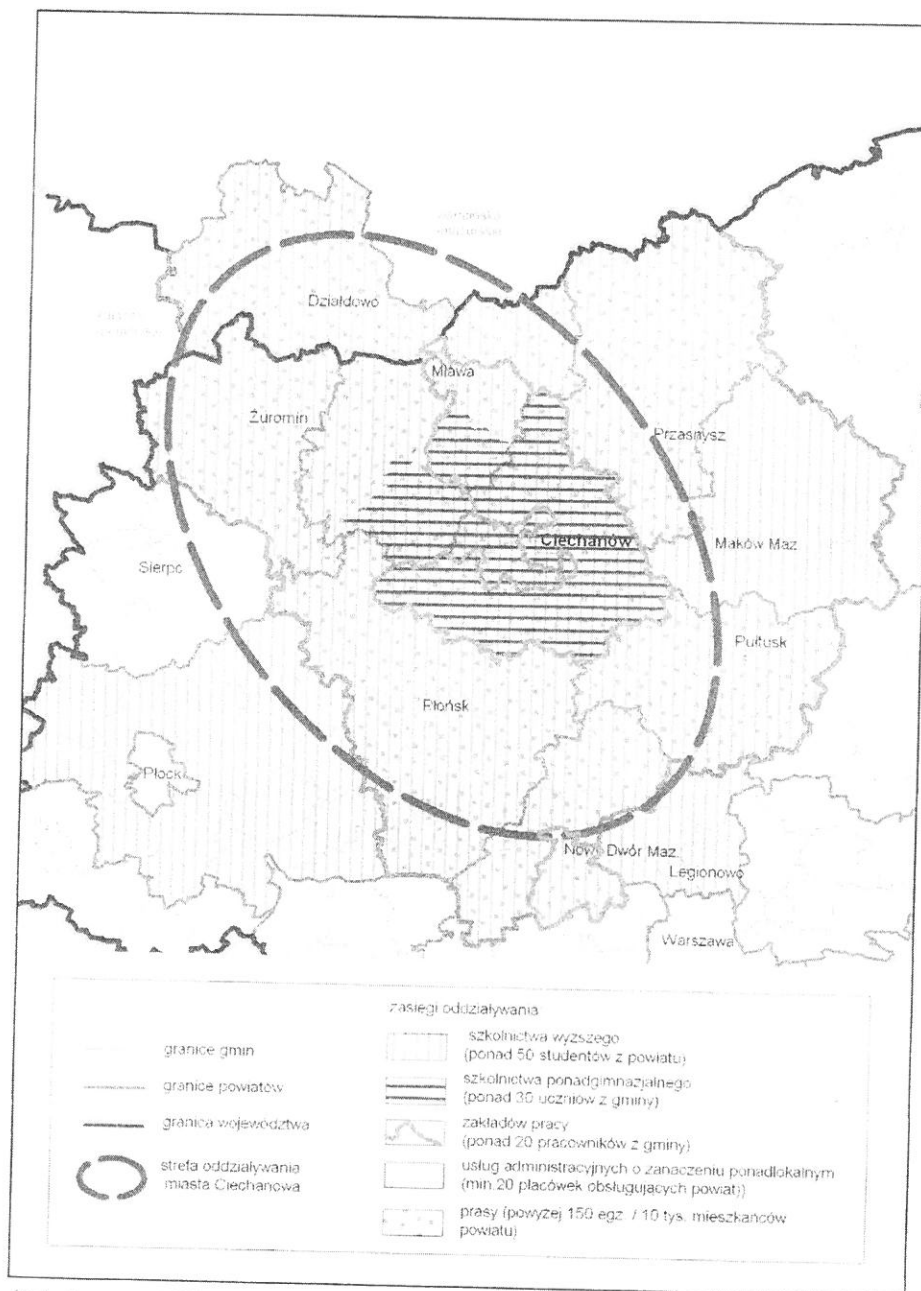 Działdowo
Mława
Żuromin
Przasnysz
Ciechanów
Maków Maz.
Sierpc
Pułtusk
Płońsk
Płock
Nowy Dwór Maz.
Legionowo
Warszawa
granice gmin
granice powiatów
granica województwa
strefa oddziaływania
miasta Ciechanowa
zasięgi oddziaływania
szkolnictwa wyższego
(ponad 50 studentów z powiatu)
szkolnictwa ponadgimnazjalnego
(ponad 30 uczniów z gminy)
zakładów pracy
(ponad 20 pracowników z gminy)
usług administracyjnych o znaczeniu ponadlokalnym
(min.20 placówek obsługujących powiat))
prasy (powyżej 150 egz. / 10 tys. mieszkańców
powiatu)